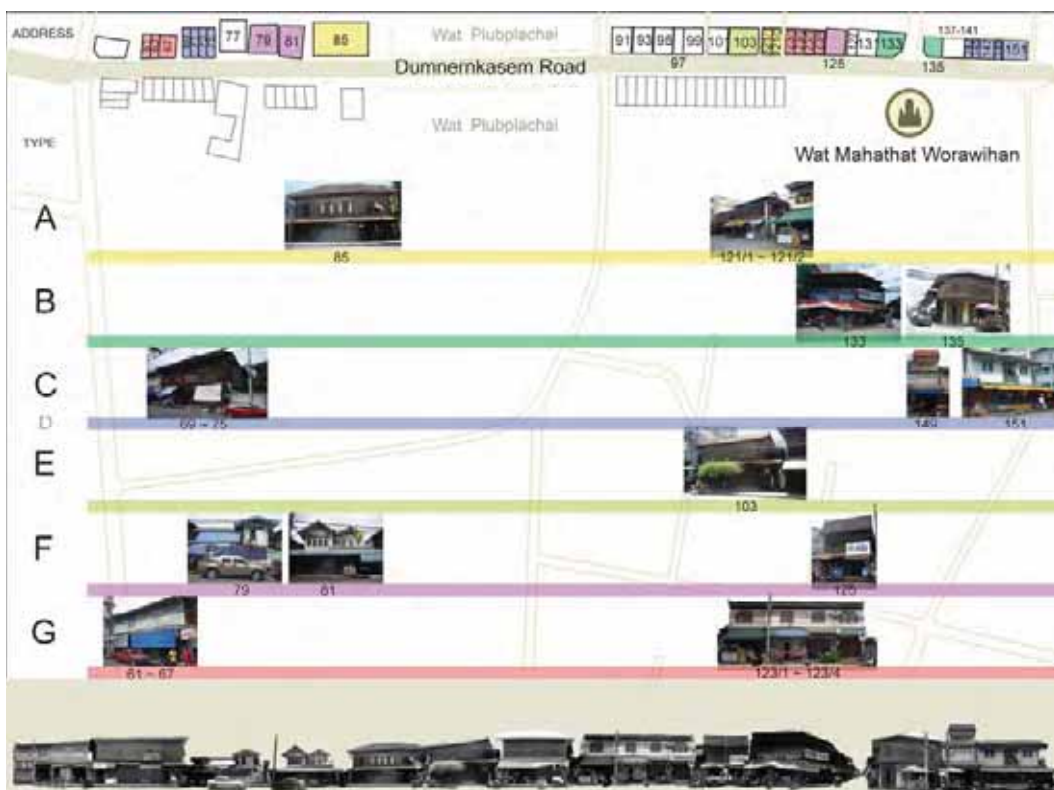 ADDRESS
77
79
81
85
Wat Plubplachai
91 93 99 101 103
131 133
137-141
151
97
125
135
Dumnernkasem Road
Wat Plubplachai
TYPE
Wat Mahathat Worawihan
A
85
121/1 ~ 121/2
B
133
135
C
69 ~ 75
149
151
D
E
103
F
79
81
125
G
61 ~ 67
123/1 ~ 123/4